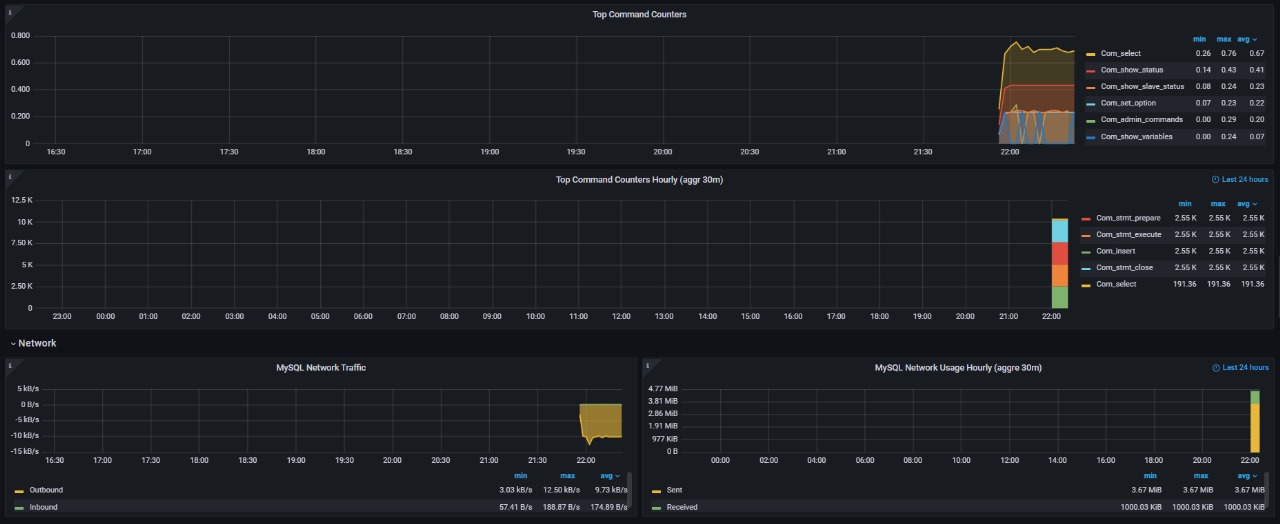 Top Command Counters
min max avg
0.800
0.600
0.400
0.200
0
Com_select 0.26 0.76 0.67
Com_show_status 0.14 0.43 0.41
Com_show_slave_status 0.08 0.24 0.23
Com_set_option 0.07 0.23 0.22
Com_admin_commands 0.00 0.29 0.20
Com_show_variables 0.00 0.24 0.07
16:30 17:00 17:30 18:00 18:30 19:00 19:30 20:00 20:30 21:00 21:30 22:00
Top Command Counters Hourly (aggr 30m)
Last 24 hours
min max avg
12.5 K
10 K
7.50 K
5 K
2.50 K
0
Com_stmt_prepare 2.55 K 2.55 K 2.55 K
Com_stmt_execute 2.55 K 2.55 K 2.55 K
Com_insert 2.55 K 2.55 K 2.55 K
Com_stmt_close 2.55 K 2.55 K 2.55 K
Com_select 191.36 191.36 191.36
23:00 00:00 01:00 02:00 03:00 04:00 05:00 06:00 07:00 08:00 09:00 10:00 11:00 12:00 13:00 14:00 15:00 16:00 17:00 18:00 19:00 20:00 21:00 22:00
Network
MySQL Network Traffic
5 kB/s
0 B/s
-5 kB/s
-10 kB/s
-15 kB/s
16:30 17:00 17:30 18:00 18:30 19:00 19:30 20:00 20:30 21:00 21:30 22:00
min max avg
Outbound 3.03 kB/s 12.50 kB/s 9.73 kB/s
Inbound 57.41 B/s 188.87 B/s 174.89 B/s
MySQL Network Usage Hourly (aggre 30m)
Last 24 hours
4.77 MiB
3.81 MiB
2.86 MiB
1.91 MiB
977 KiB
0 B
00:00 02:00 04:00 06:00 08:00 10:00 12:00 14:00 16:00 18:00 20:00 22:00
min max avg
Sent 3.67 MiB 3.67 MiB 3.67 MiB
Received 1000.03 KiB 1000.03 KiB 1000.03 KiB